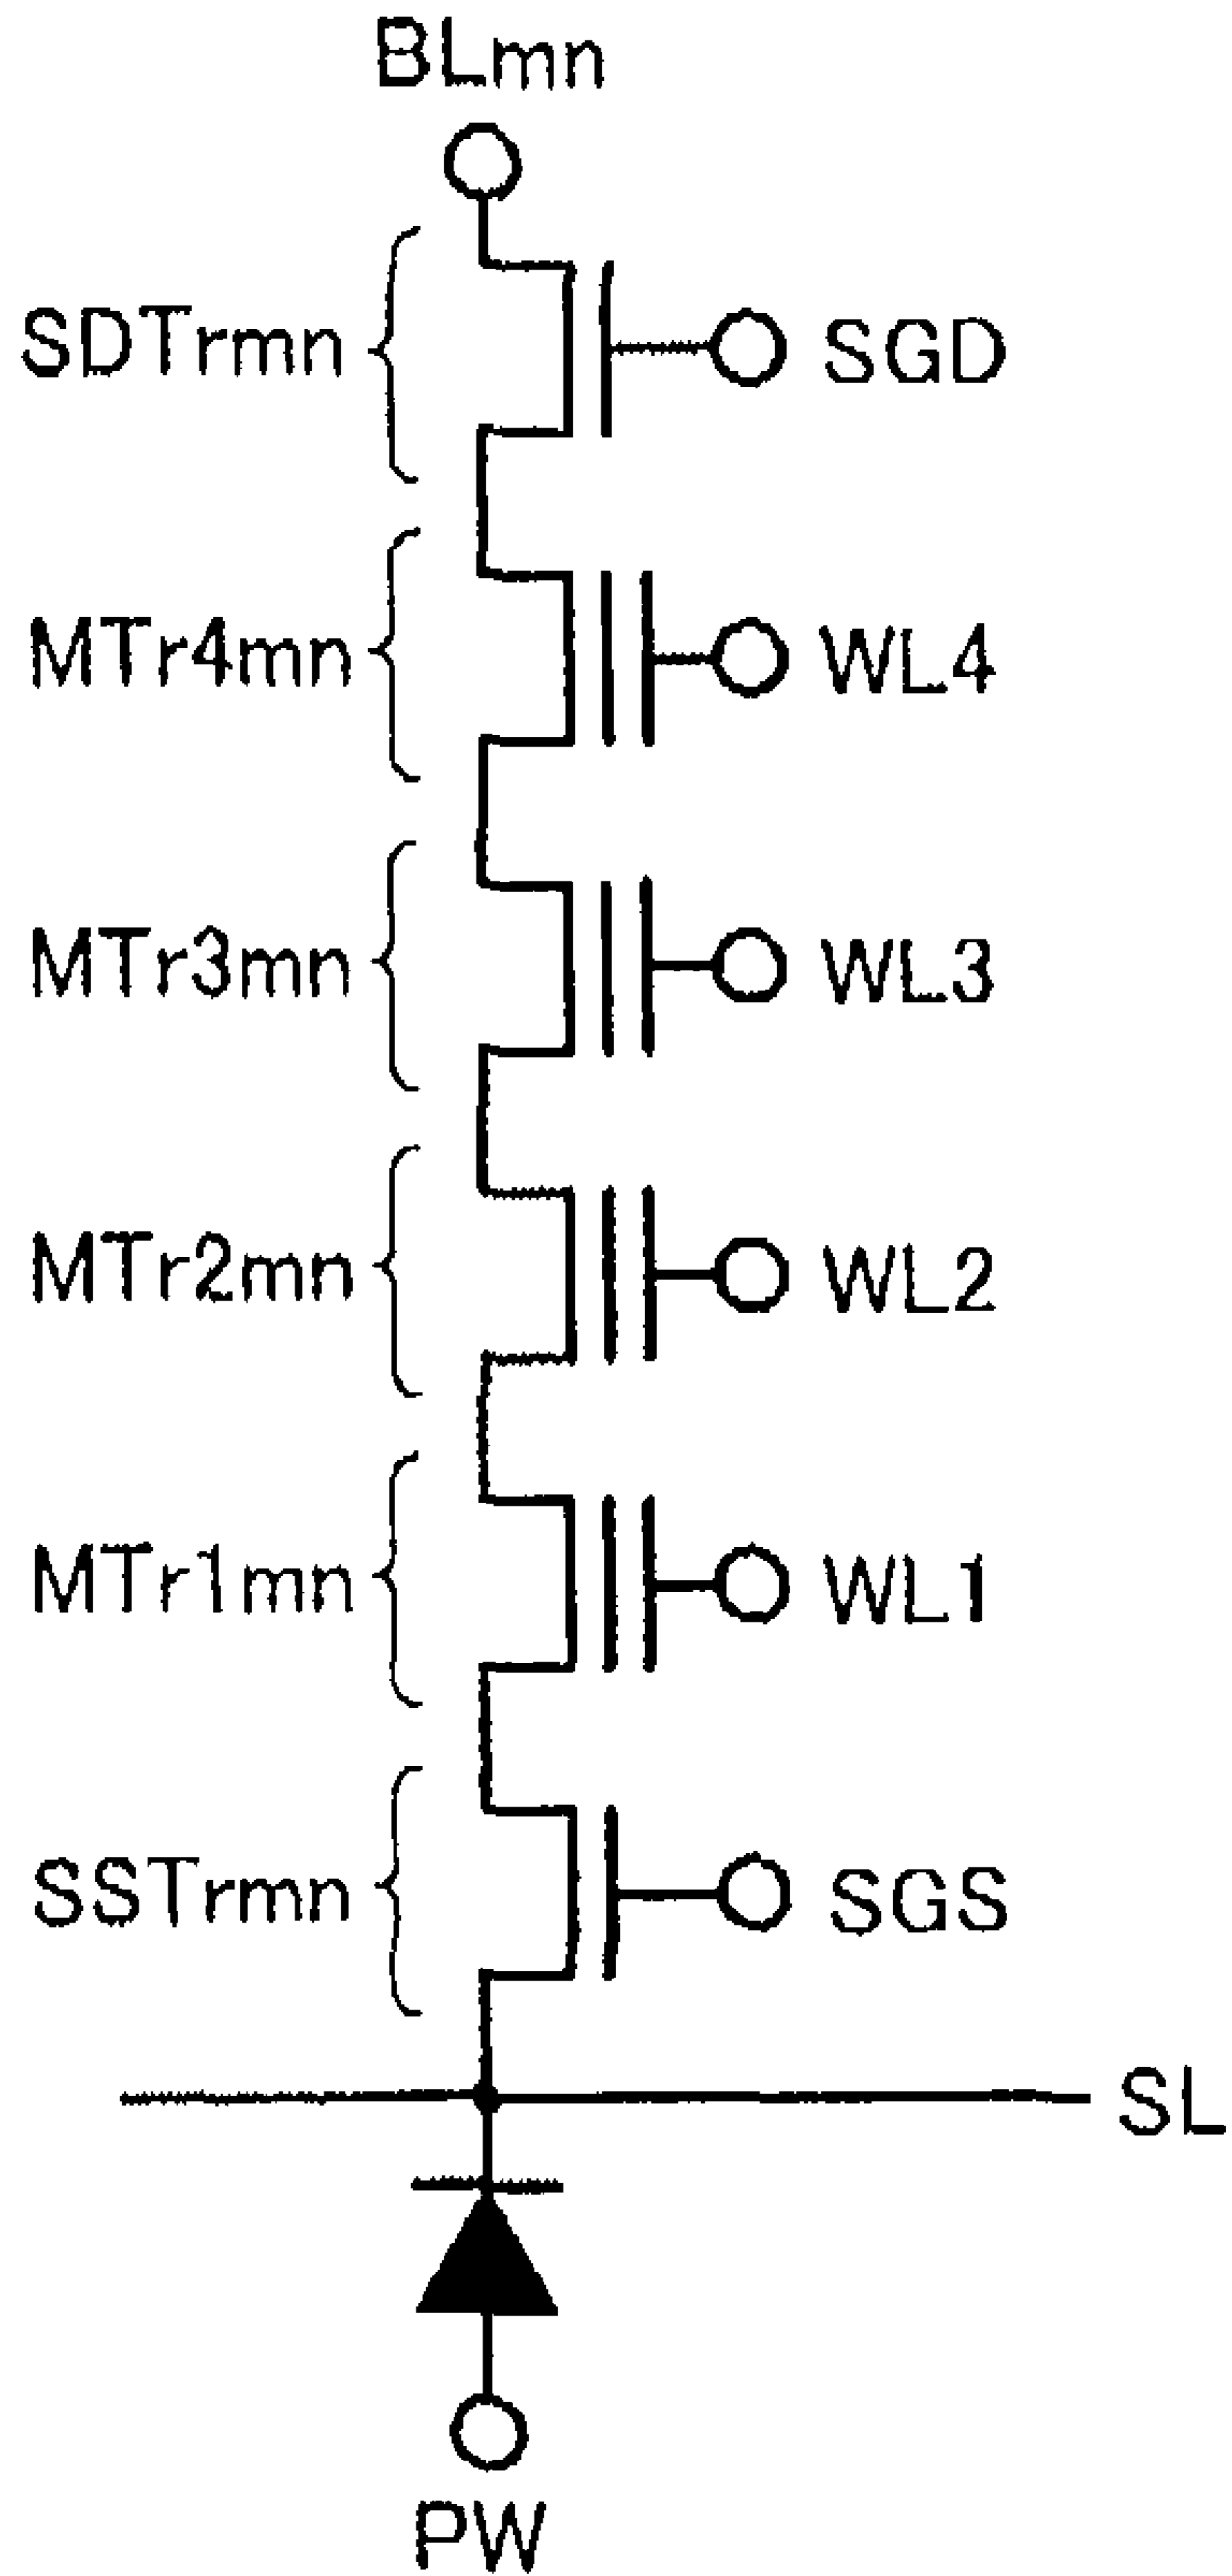 BLmn
SDTrmn
SGD
MTr4mn
WL4
MTr3mn
WL3
MTr2mn
WL2
MTr1mn
WL1
SSTrmn
SGS
SL
PW